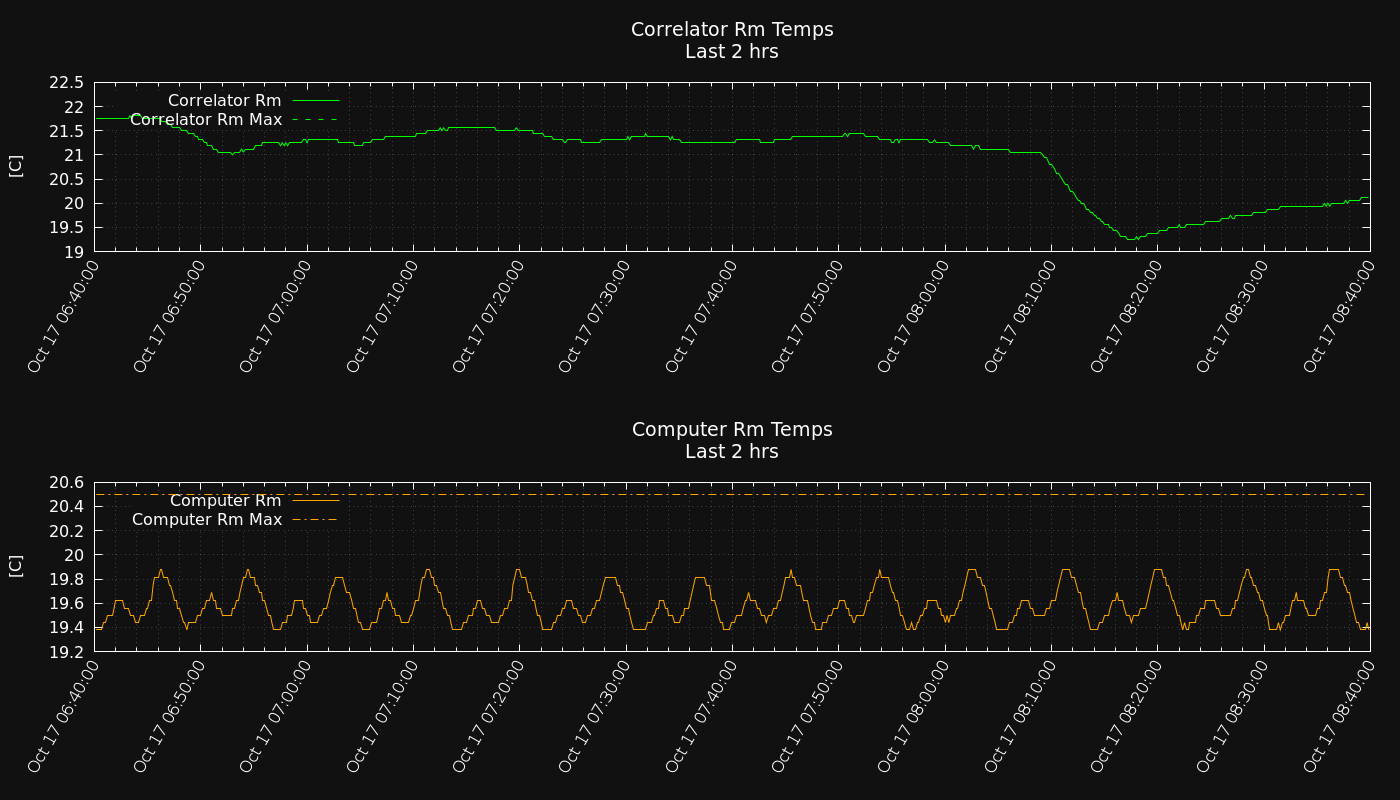 Correlator Rm Temps
Last 2 hrs
[C]
22.5
22
21.5
21
20.5
20
19.5
19
Correlator Rm
Correlator Rm Max
Oct 17 06:40:00
Oct 17 06:50:00
Oct 17 07:00:00
Oct 17 07:10:00
Oct 17 07:20:00
Oct 17 07:30:00
Oct 17 07:40:00
Oct 17 07:50:00
Oct 17 08:00:00
Oct 17 08:10:00
Oct 17 08:20:00
Oct 17 08:30:00
Oct 17 08:40:00
Computer Rm Temps
Last 2 hrs
[C]
20.6
20.4
20.2
20
19.8
19.6
19.4
19.2
Computer Rm
Computer Rm Max
Oct 17 06:40:00
Oct 17 06:50:00
Oct 17 07:00:00
Oct 17 07:10:00
Oct 17 07:20:00
Oct 17 07:30:00
Oct 17 07:40:00
Oct 17 07:50:00
Oct 17 08:00:00
Oct 17 08:10:00
Oct 17 08:20:00
Oct 17 08:30:00
Oct 17 08:40:00